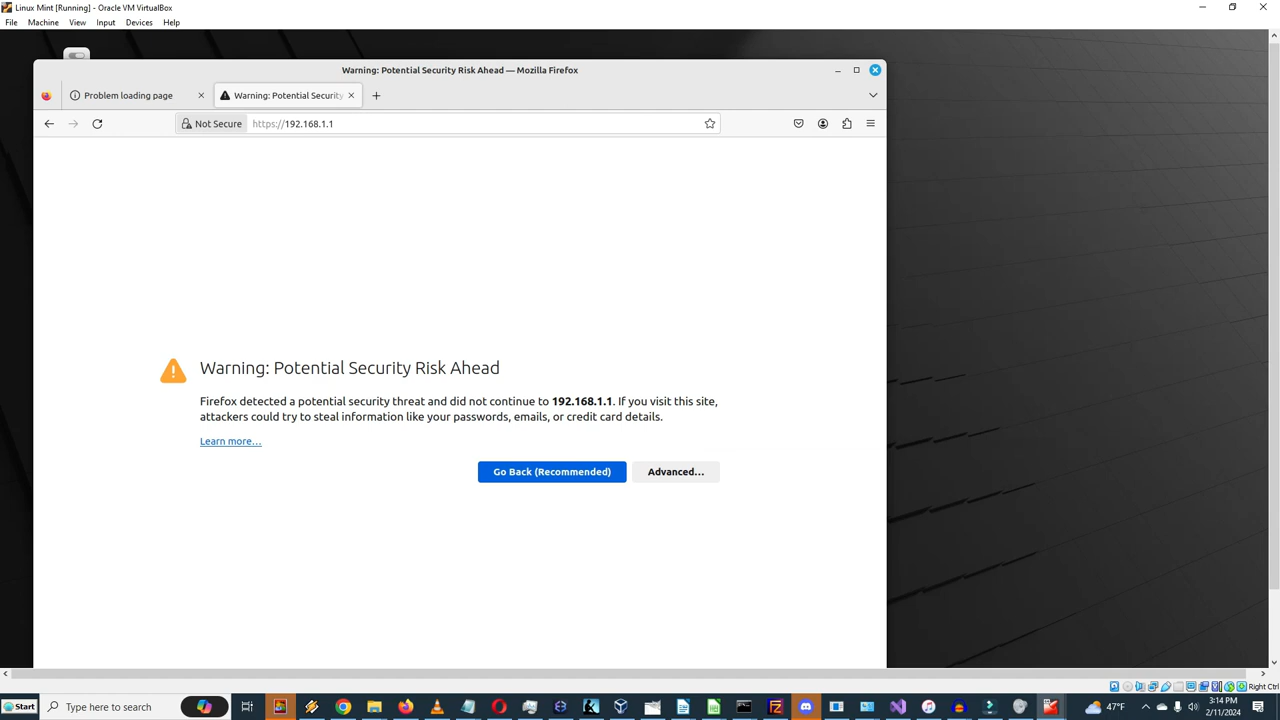 Linux Mint [Running] - Oracle VM VirtualBox
File Machine View Input Devices Help
Warning: Potential Security Risk Ahead — Mozilla Firefox
Problem loading page
Warning: Potential Security
Not Secure https://192.168.1.1
Warning: Potential Security Risk Ahead
Firefox detected a potential security threat and did not continue to 192.168.1.1. If you visit this site,
attackers could try to steal information like your passwords, emails, or credit card details.
Learn more…
Go Back (Recommended) Advanced…
Right Ctrl
Start Type here to search 47°F 3:14 PM
2/11/2024